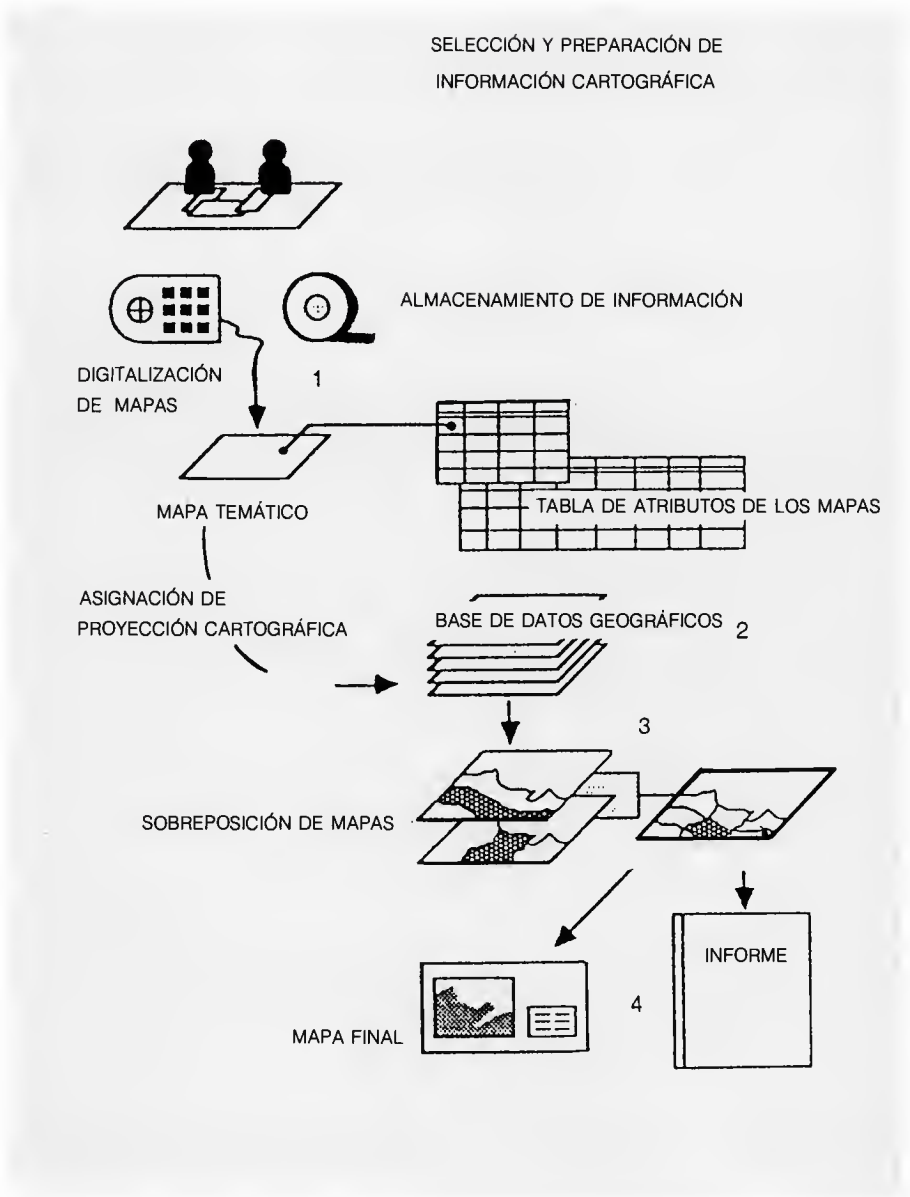 SELECCIÓN Y PREPARACIÓN DE
INFORMACIÓN CARTOGRÁFICA
ALMACENAMIENTO DE INFORMACIÓN
DIGITALIZACIÓN
DE MAPAS
1
MAPA TEMÁTICO
TABLA DE ATRIBUTOS DE LOS MAPAS
ASIGNACIÓN DE
PROYECCIÓN CARTOGRÁFICA
BASE DE DATOS GEOGRÁFICOS
2
3
SOBREPOSICIÓN DE MAPAS
INFORME
4
MAPA FINAL